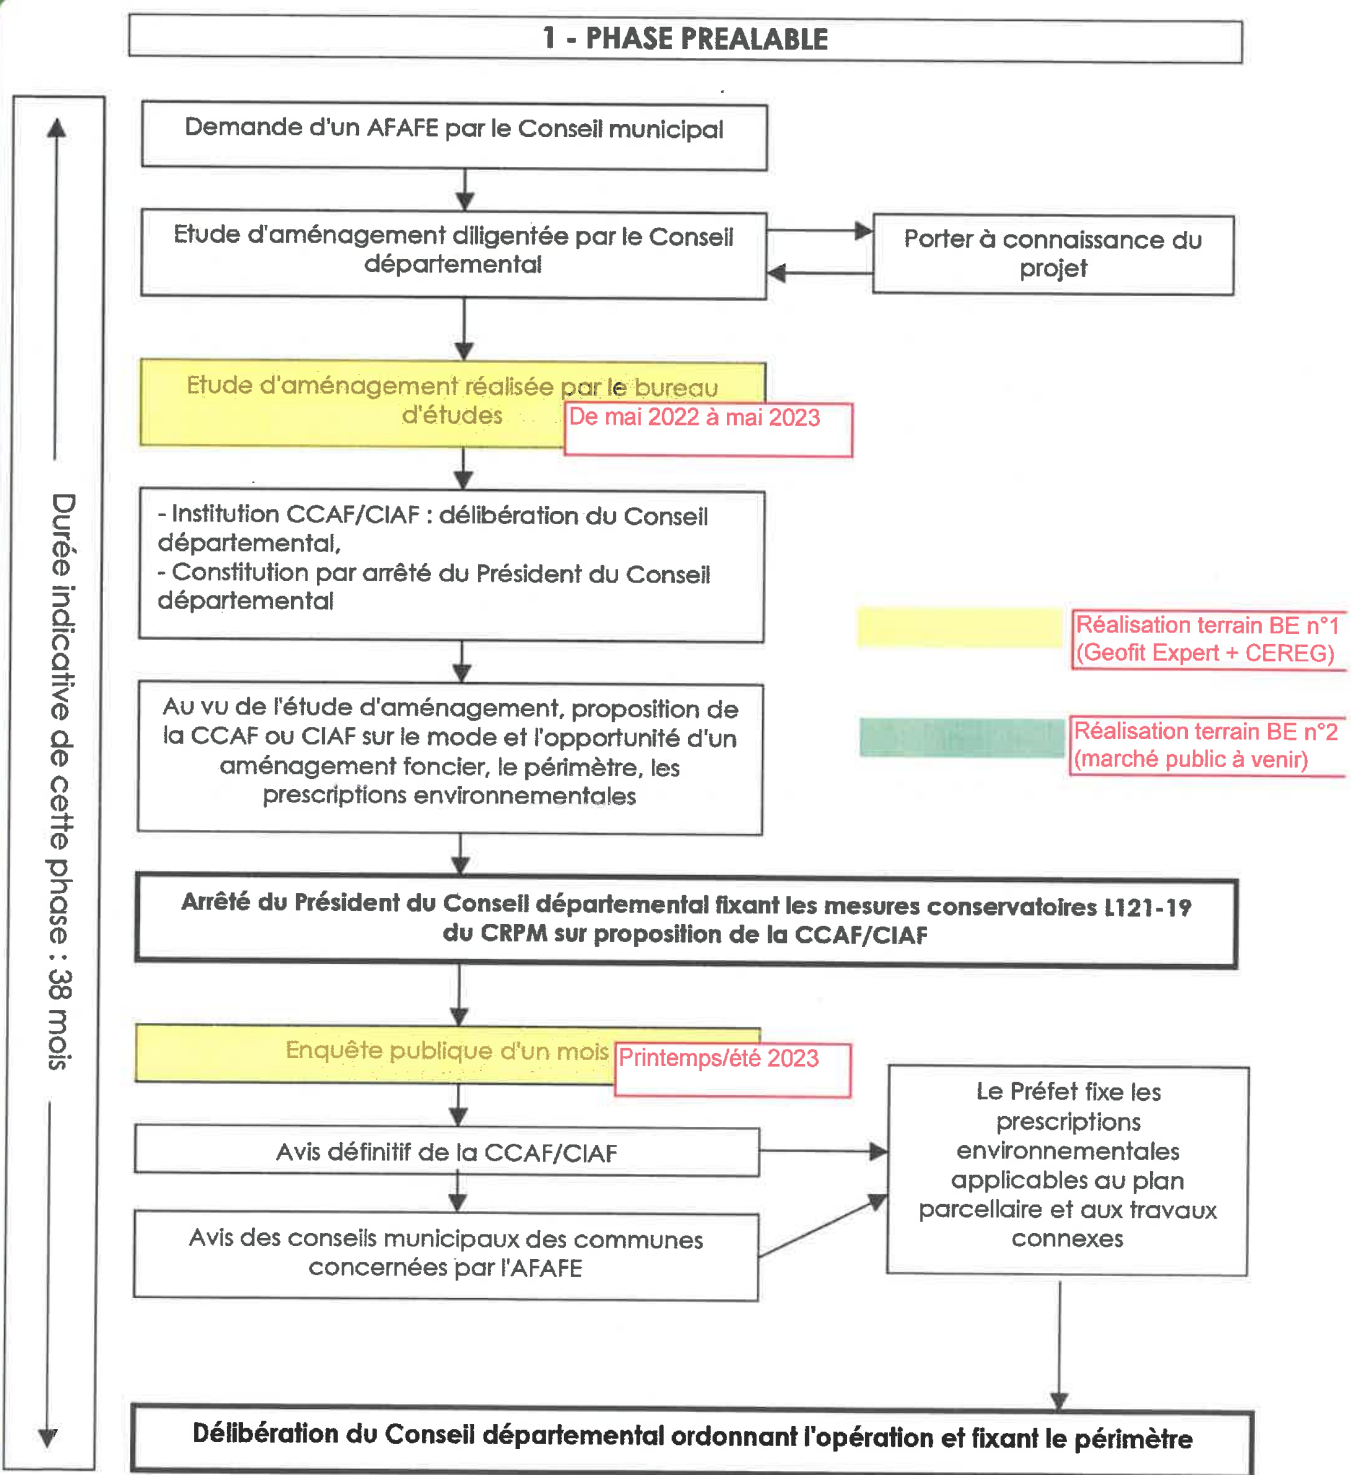 1 - PHASE PREALABLE
Demande d'un AFAFE par le Conseil municipal
Etude d'aménagement diligentée par le Conseil
départemental
Porter à connaissance du
projet
Etude d'aménagement réalisée par le bureau
d'études
De mai 2022 à mai 2023
- Institution CCAF/CIAF : délibération du Conseil
départemental,
- Constitution par arrêté du Président du Conseil
départemental
Réalisation terrain BE n°1
(Geofit Expert + CEREG)
Au vu de l'étude d'aménagement, proposition de
la CCAF ou CIAF sur le mode et l'opportunité d'un
aménagement foncier, le périmètre, les
prescriptions environnementales
Réalisation terrain BE n°2
(marché public à venir)
Arrêté du Président du Conseil départemental fixant les mesures conservatoires L121-19
du CRPM sur proposition de la CCAF/CIAF
Enquête publique d'un mois
Printemps/été 2023
Avis définitif de la CCAF/CIAF
Avis des conseils municipaux des communes
concernées par l'AFAFE
Le Préfet fixe les
prescriptions
environnementales
applicables au plan
parcellaire et aux travaux
connexes
Délibération du Conseil départemental ordonnant l'opération et fixant le périmètre
Durée indicative de cette phase : 38 mois